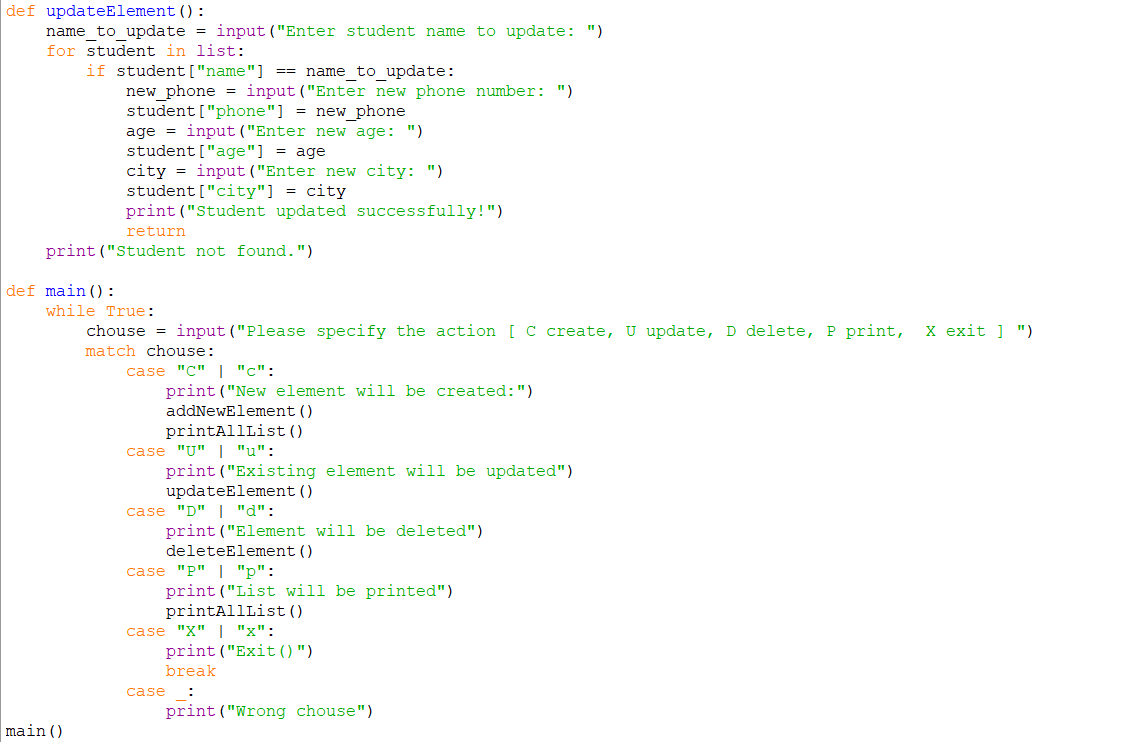 def updateElement():
    name_to_update = input("Enter student name to update: ")
    for student in list:
        if student["name"] == name_to_update:
            new_phone = input("Enter new phone number: ")
            student["phone"] = new_phone
            age = input("Enter new age: ")
            student["age"] = age
            city = input("Enter new city: ")
            student["city"] = city
            print("Student updated successfully!")
            return
    print("Student not found.")

def main():
    while True:
        chouse = input("Please specify the action [ C create, U update, D delete, P print,  X exit ] ")
        match chouse:
            case "C" | "c":
                print("New element will be created:")
                addNewElement()
                printAllList()
            case "U" | "u":
                print("Existing element will be updated")
                updateElement()
            case "D" | "d":
                print("Element will be deleted")
                deleteElement()
            case "P" | "p":
                print("List will be printed")
                printAllList()
            case "X" | "x":
                print("Exit()")
                break
            case _:
                print("Wrong chouse")
main()